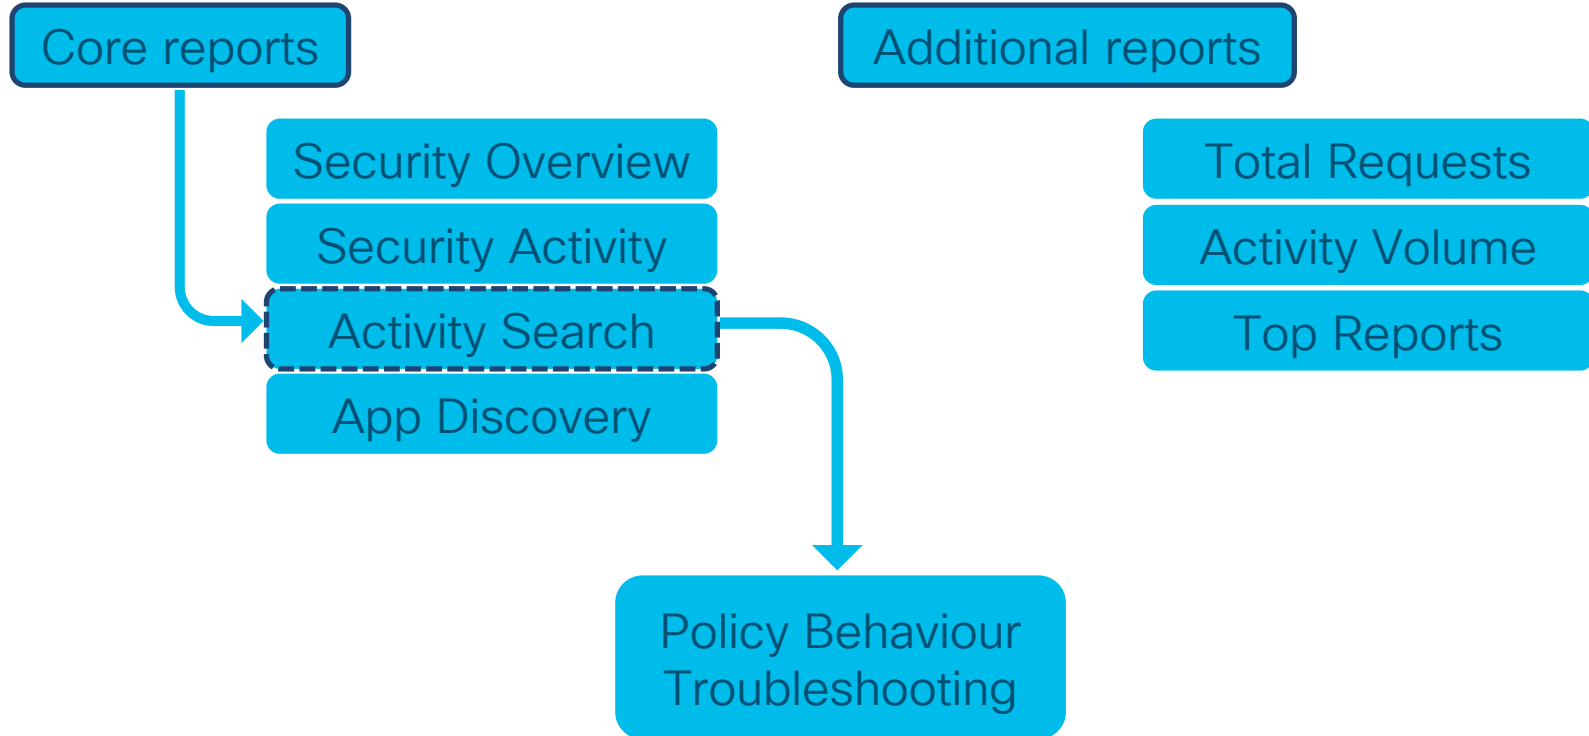 Core reports
Additional reports
Security Overview
Security Activity
Activity Search
App Discovery
Total Requests
Activity Volume
Top Reports
Policy Behaviour
Troubleshooting